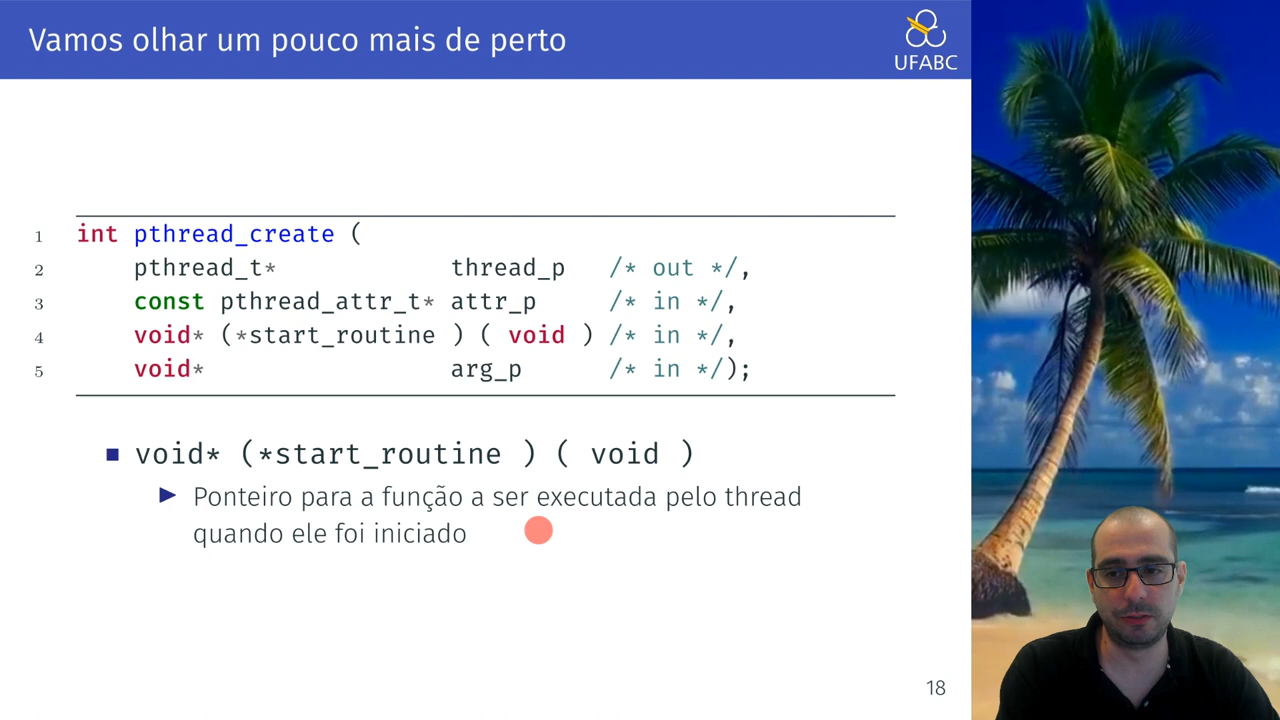 Vamos olhar um pouco mais de perto
UFABC
1 int pthread_create (
2 pthread_t* thread_p /* out */,
3 const pthread_attr_t* attr_p /* in */,
4 void* (*start_routine ) ( void ) /* in */,
5 void* arg_p /* in */);
void* (*start_routine ) ( void )
Ponteiro para a função a ser executada pelo thread
quando ele foi iniciado
18